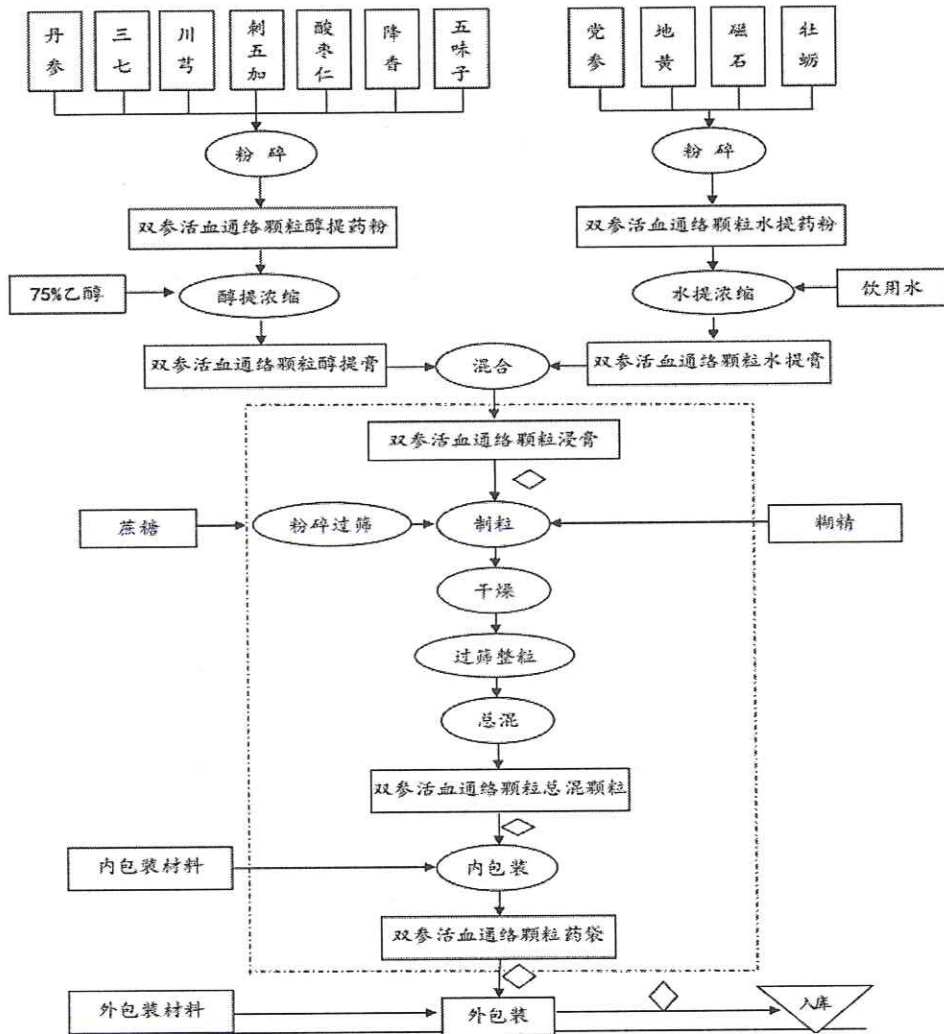 丹参
三七
川芎
刺五加
酸枣仁
降香
五味子
党参
地黄
磁石
牡蛎
粉碎
粉碎
双参活血通络颗粒醇提药粉
双参活血通络颗粒水提药粉
75%乙醇
醇提浓缩
水提浓缩
饮用水
双参活血通络颗粒醇提膏
混合
双参活血通络颗粒水提膏
双参活血通络颗粒浸膏
蔗糖
粉碎过筛
制粒
糊精
干燥
过筛整粒
总混
双参活血通络颗粒总混颗粒
内包装材料
内包装
双参活血通络颗粒药袋
外包装材料
外包装
入库